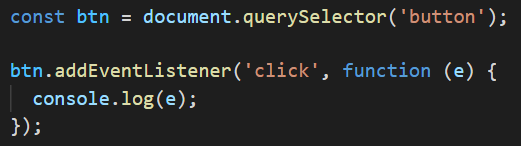 const btn = document.querySelector('button');
btn.addEventListener('click', function (e) {
  console.log(e);
});